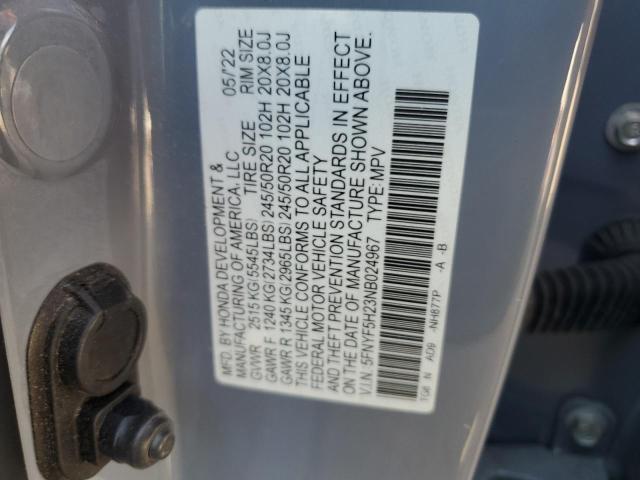 MFD. BY HONDA DEVELOPMENT & 05/22
MANUFACTURING OF AMERICA, LLC
TIRE SIZE RIM SIZE
GVWR 2515 KG(5545LBS)
GAWR F 1240 KG(2734LBS) 245/50R20 102H 20X8.0J
GAWR R 1345 KG(2965LBS) 245/50R20 102H 20X8.0J
THIS VEHICLE CONFORMS TO ALL APPLICABLE
FEDERAL MOTOR VEHICLE SAFETY
AND THEFT PREVENTION STANDARDS IN EFFECT
ON THE DATE OF MANUFACTURE SHOWN ABOVE.
V.I.N. 5FNYF5H23NB024967 TYPE: MPV
TG8 N AD9 -NH877P -A -B